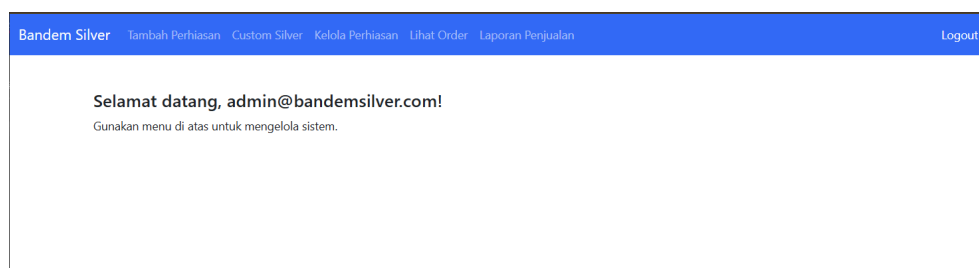 Bandem Silver Tambah Perhiasan Custom Silver Kelola Perhiasan Lihat Order Laporan Penjualan Logout
Selamat datang, admin@bandemsilver.com!
Gunakan menu di atas untuk mengelola sistem.